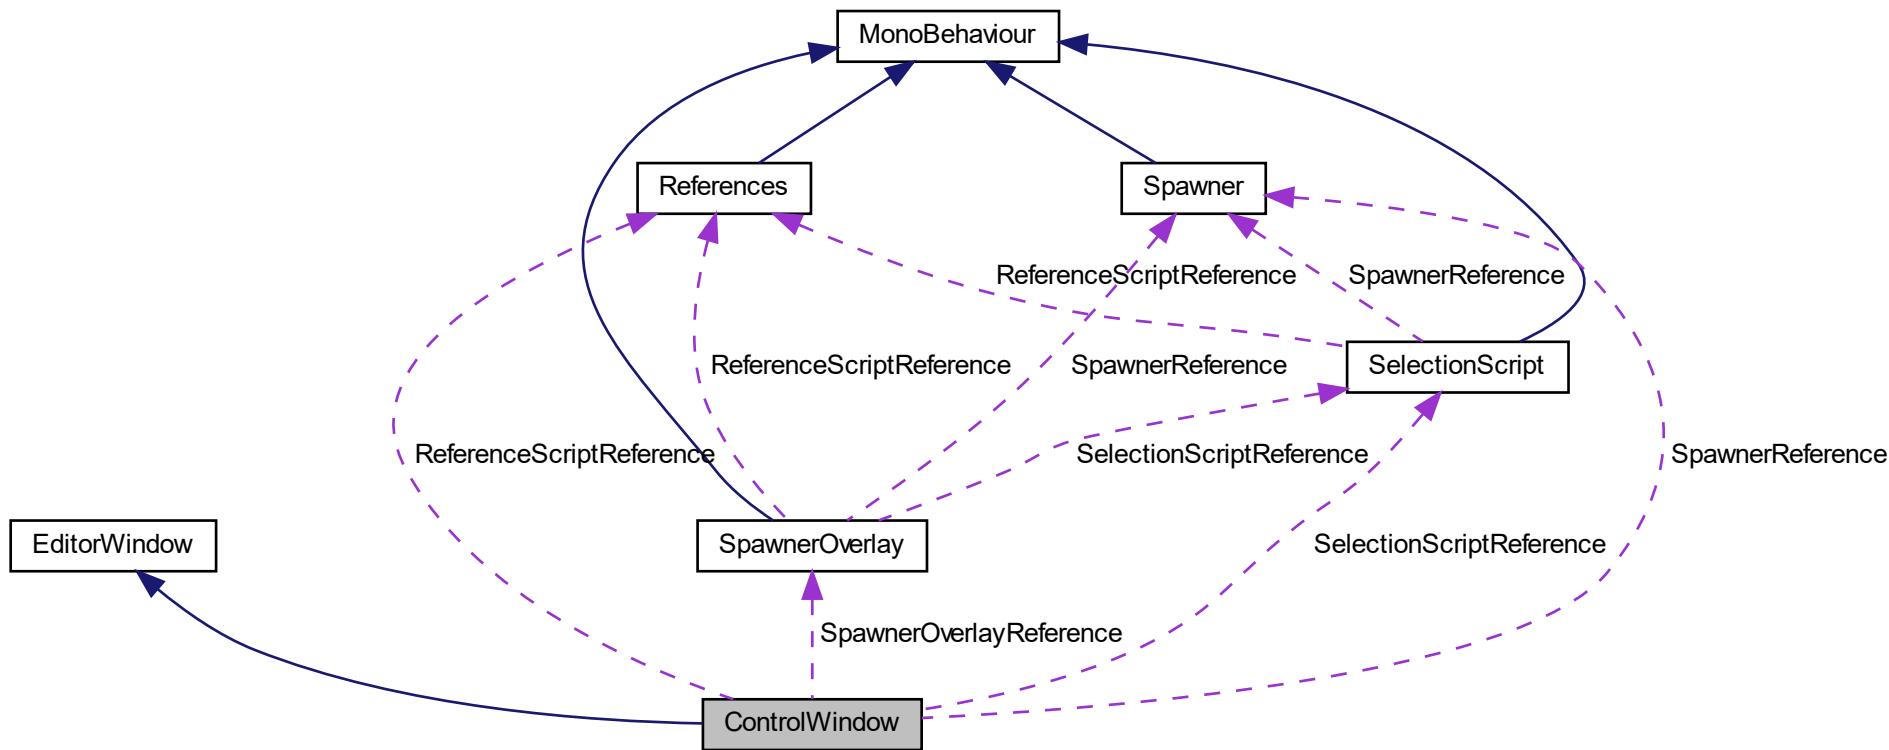 MonoBehaviour
References
Spawner
ReferenceScriptReference
SpawnerReference
ReferenceScriptReference
SpawnerReference
SelectionScript
ReferenceScriptReference
SelectionScriptReference
SpawnerReference
EditorWindow
SpawnerOverlay
SelectionScriptReference
SpawnerOverlayReference
ControlWindow